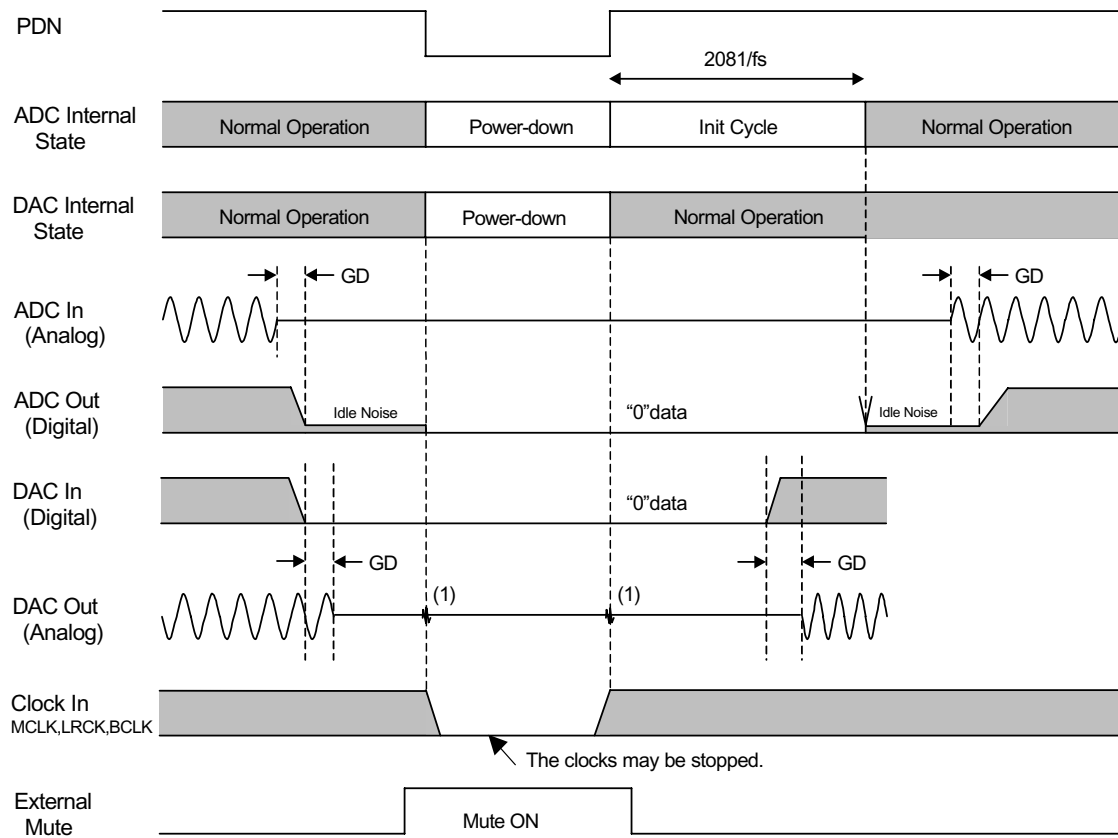 PDN
2081/fs
ADC Internal
State
Normal Operation
Power-down
Init Cycle
Normal Operation
DAC Internal
State
Normal Operation
Power-down
Normal Operation
GD
GD
ADC In
(Analog)
ADC Out
(Digital)
Idle Noise
“0”data
Idle Noise
DAC In
(Digital)
“0”data
GD
GD
DAC Out
(Analog)
(1)
(1)
Clock In
MCLK,LRCK,BCLK
The clocks may be stopped.
External
Mute
Mute ON